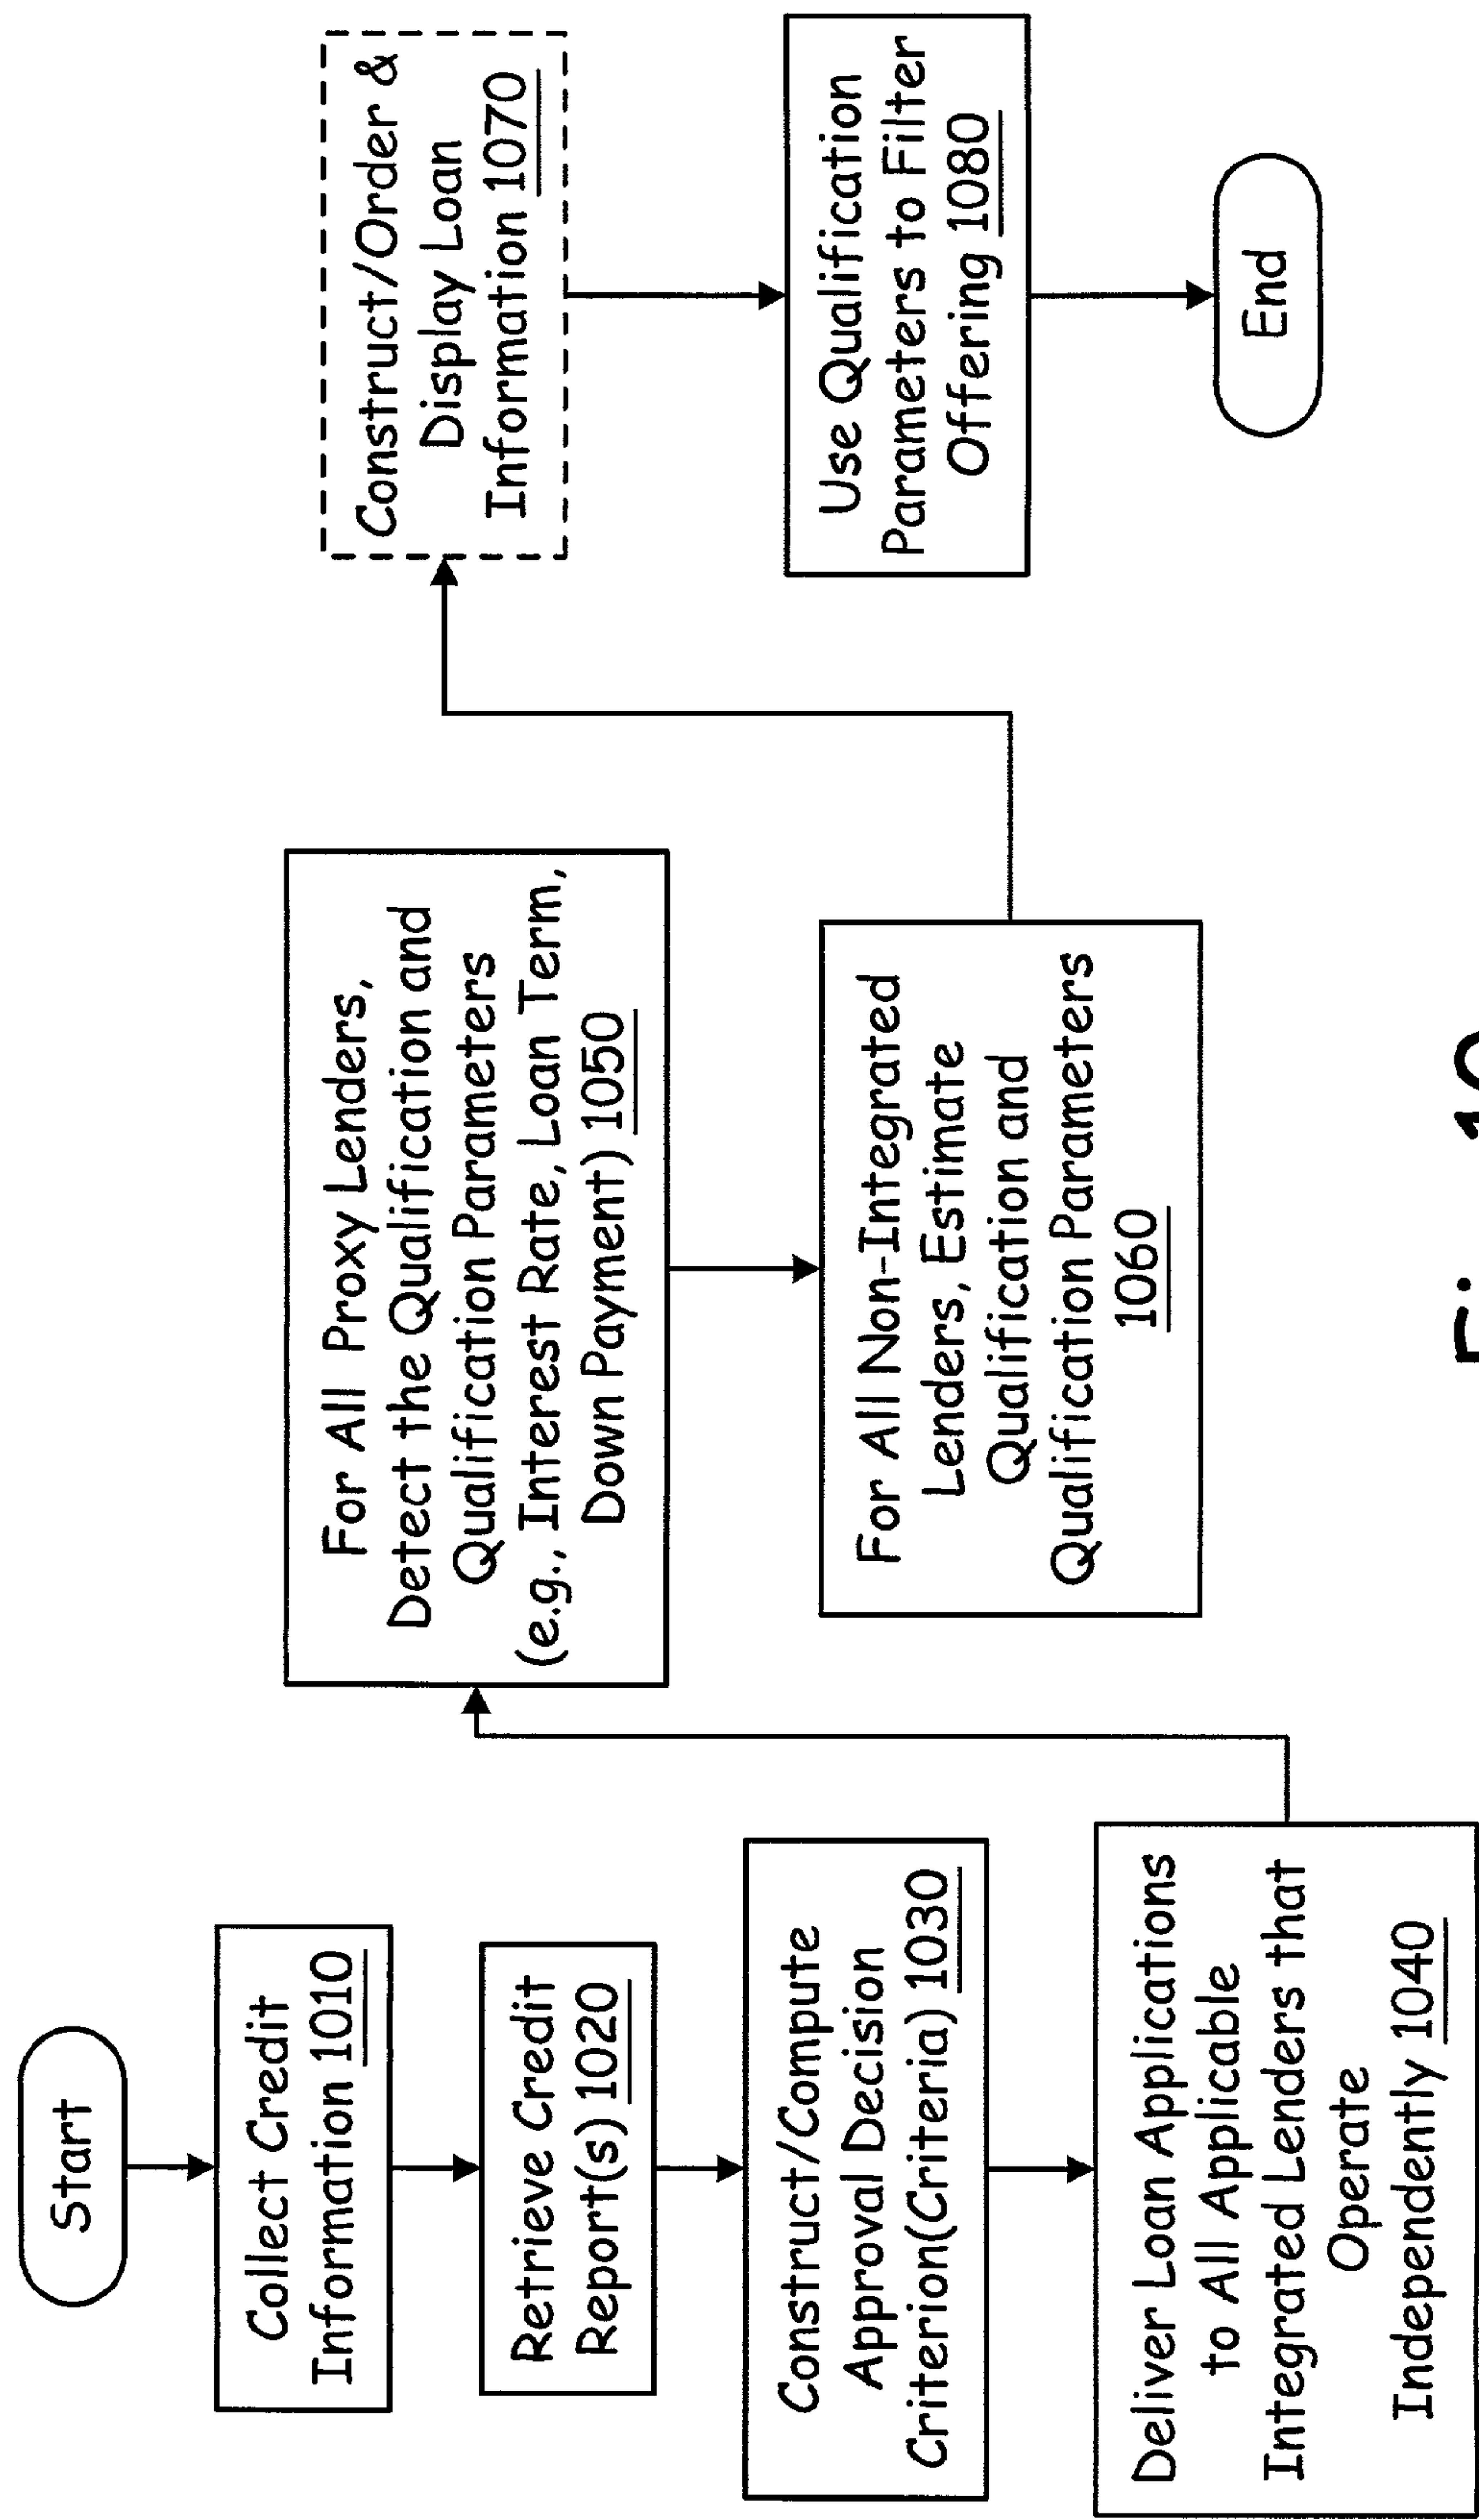 Start
Collect Credit
Information 1010
Retrieve Credit
Report(s) 1020
Construct/Compute
Approval Decision
Criterion(Criteria) 1030
Deliver Loan Applications
to All Applicable
Integrated Lenders that
Operate
Independently 1040
For All Proxy Lenders,
Detect the Qualification and
Qualification Parameters
(e.g., Interest Rate, Loan Term,
Down Payment) 1050
For All Non-Integrated
Lenders, Estimate
Qualification and
Qualification Parameters
1060
Construct/Order &
Display Loan
Information 1070
Use Qualification
Parameters to Filter
Offering 1080
End